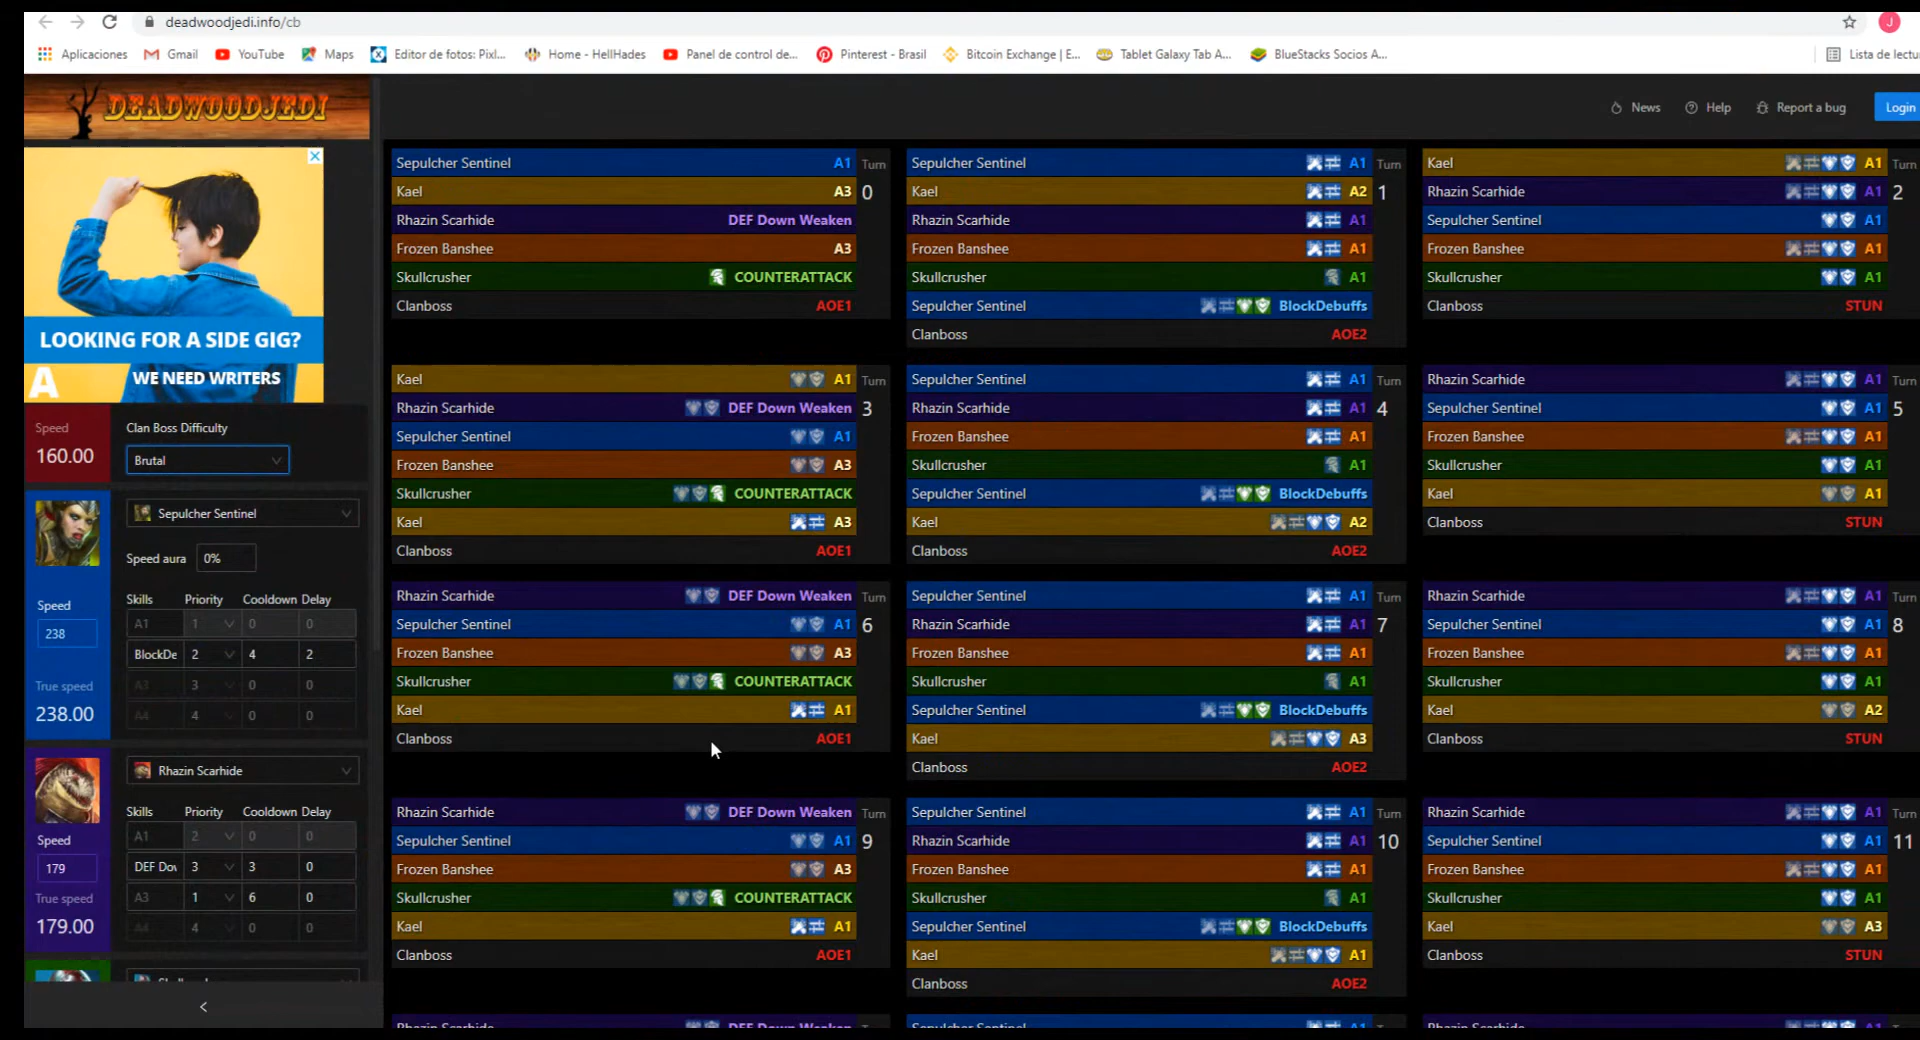 deadwoodjedi.info/cb
J
Aplicaciones Gmail YouTube Maps Editor de fotos: Pixl... Home - HellHades Panel de control de... Pinterest - Brasil Bitcoin Exchange | E... Tablet Galaxy Tab A... BlueStacks Socios A... Lista de lectu
DEADWOODJEDI
News Help Report a bug Login
LOOKING FOR A SIDE GIG?
A WE NEED WRITERS
Speed
160.00
Clan Boss Difficulty
Brutal
Sepulcher Sentinel
Speed aura 0%
Speed
238
True speed
238.00
Skills Priority Cooldown Delay
A1 1 0 0
BlockDe 2 4 2
A3 3 0 0
A4 4 0 0
Rhazin Scarhide
Speed
179
True speed
179.00
Skills Priority Cooldown Delay
A1 2 0 0
DEF Dov 3 3 0
A3 1 6 0
A4 4 0 0
<
Turn 0
Sepulcher Sentinel A1
Kael A3
Rhazin Scarhide DEF Down Weaken
Frozen Banshee A3
Skullcrusher COUNTERATTACK
Clanboss AOE1
Turn 1
Sepulcher Sentinel A1
Kael A2
Rhazin Scarhide A1
Frozen Banshee A1
Skullcrusher A1
Sepulcher Sentinel BlockDebuffs
Clanboss AOE2
Turn 2
Kael A1
Rhazin Scarhide A1
Sepulcher Sentinel A1
Frozen Banshee A1
Skullcrusher A1
Clanboss STUN
Turn 3
Kael A1
Rhazin Scarhide DEF Down Weaken
Sepulcher Sentinel A1
Frozen Banshee A3
Skullcrusher COUNTERATTACK
Kael A3
Clanboss AOE1
Turn 4
Sepulcher Sentinel A1
Rhazin Scarhide A1
Frozen Banshee A1
Skullcrusher A1
Sepulcher Sentinel BlockDebuffs
Kael A2
Clanboss AOE2
Turn 5
Rhazin Scarhide A1
Sepulcher Sentinel A1
Frozen Banshee A1
Skullcrusher A1
Kael A1
Clanboss STUN
Turn 6
Rhazin Scarhide DEF Down Weaken
Sepulcher Sentinel A1
Frozen Banshee A3
Skullcrusher COUNTERATTACK
Kael A1
Clanboss AOE1
Turn 7
Sepulcher Sentinel A1
Rhazin Scarhide A1
Frozen Banshee A1
Skullcrusher A1
Sepulcher Sentinel BlockDebuffs
Kael A3
Clanboss AOE2
Turn 8
Rhazin Scarhide A1
Sepulcher Sentinel A1
Frozen Banshee A1
Skullcrusher A1
Kael A2
Clanboss STUN
Turn 9
Rhazin Scarhide DEF Down Weaken
Sepulcher Sentinel A1
Frozen Banshee A3
Skullcrusher COUNTERATTACK
Kael A1
Clanboss AOE1
Turn 10
Sepulcher Sentinel A1
Rhazin Scarhide A1
Frozen Banshee A1
Skullcrusher A1
Sepulcher Sentinel BlockDebuffs
Kael A1
Clanboss AOE2
Turn 11
Rhazin Scarhide A1
Sepulcher Sentinel A1
Frozen Banshee A1
Skullcrusher A1
Kael A3
Clanboss STUN
Rhazin Scarhide DEF Down Weaken
Sepulcher Sentinel A1
Rhazin Scarhide A1